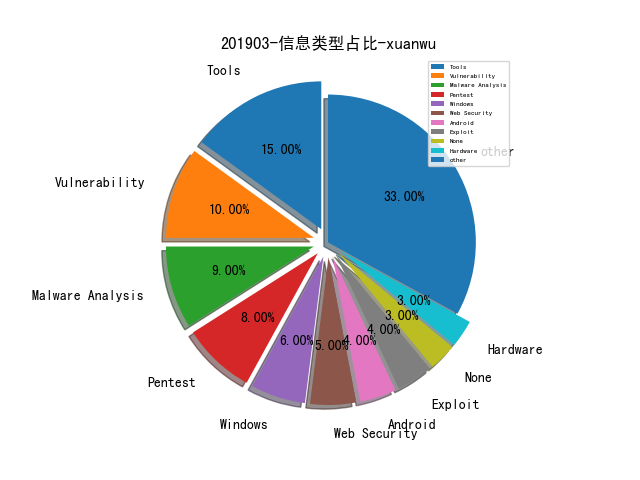 201903-信息类型占比-xuanwu
Tools
Vulnerability
Malware Analysis
Pentest
Windows
Web Security
Android
Exploit
None
Hardware
other
15.00%
10.00%
9.00%
8.00%
6.00%
5.00%
4.00%
4.00%
3.00%
3.00%
33.00%
Tools
Vulnerability
Malware Analysis
Pentest
Windows
Web Security
Android
Exploit
None
Hardware
other